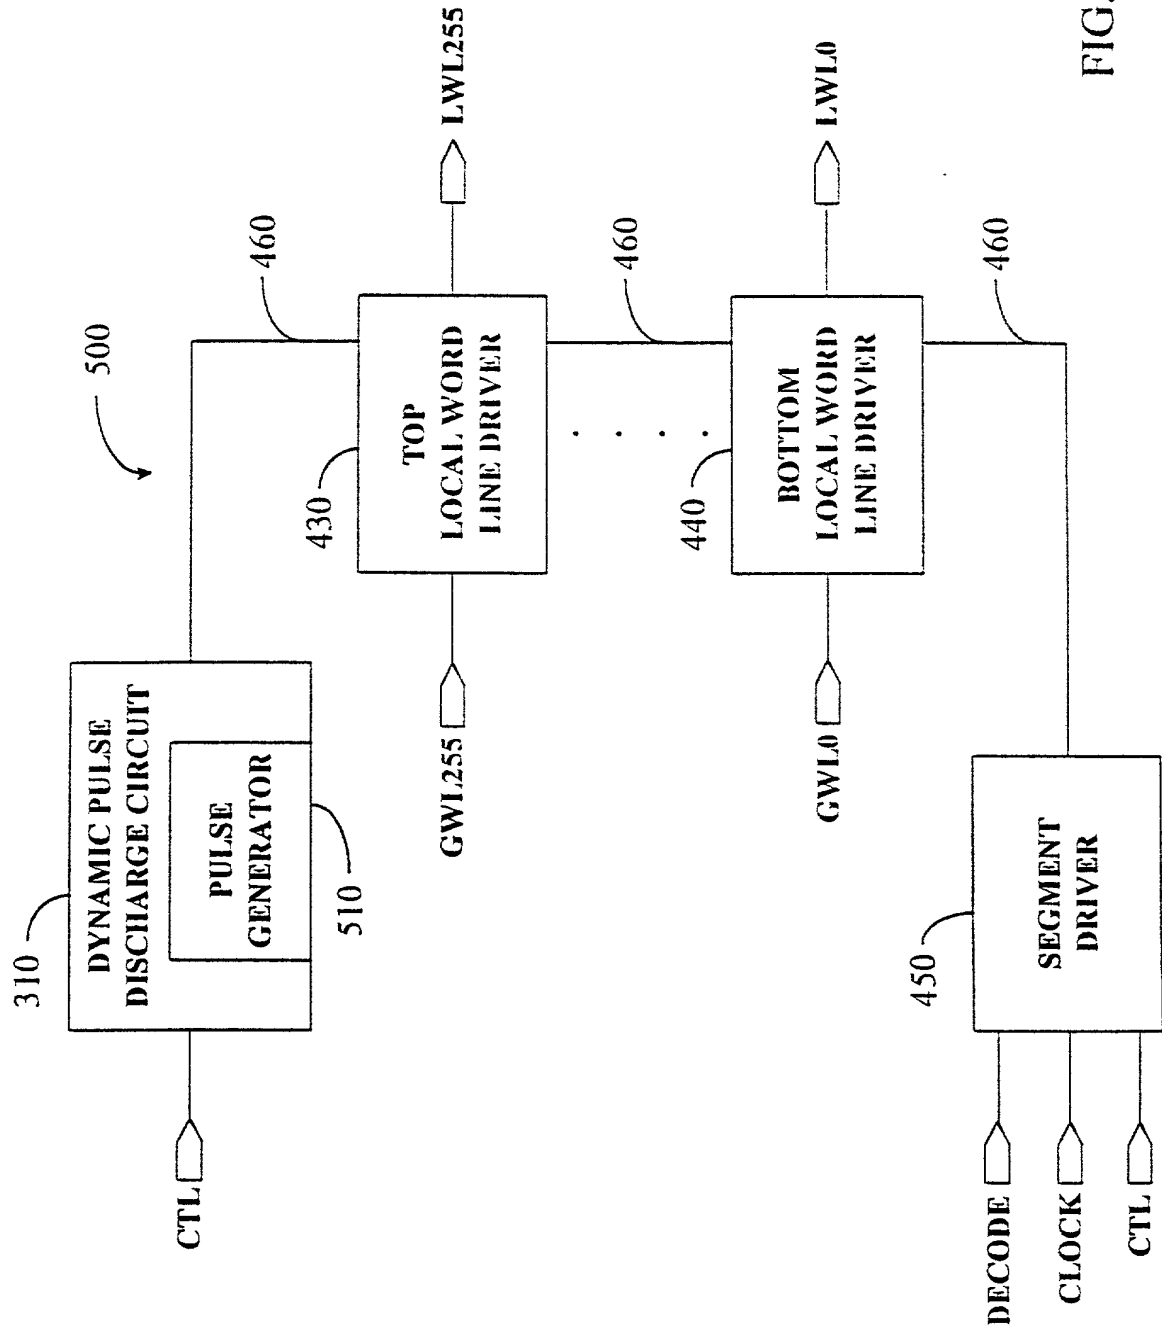 500
310
DYNAMIC PULSE
DISCHARGE CIRCUIT
PULSE
GENERATOR
510
CTL
460
430
TOP
LOCAL WORD
LINE DRIVER
GWL255
LWL255
460
440
BOTTOM
LOCAL WORD
LINE DRIVER
GWL0
LWL0
460
450
SEGMENT
DRIVER
DECODE
CLOCK
CTL
FIG.